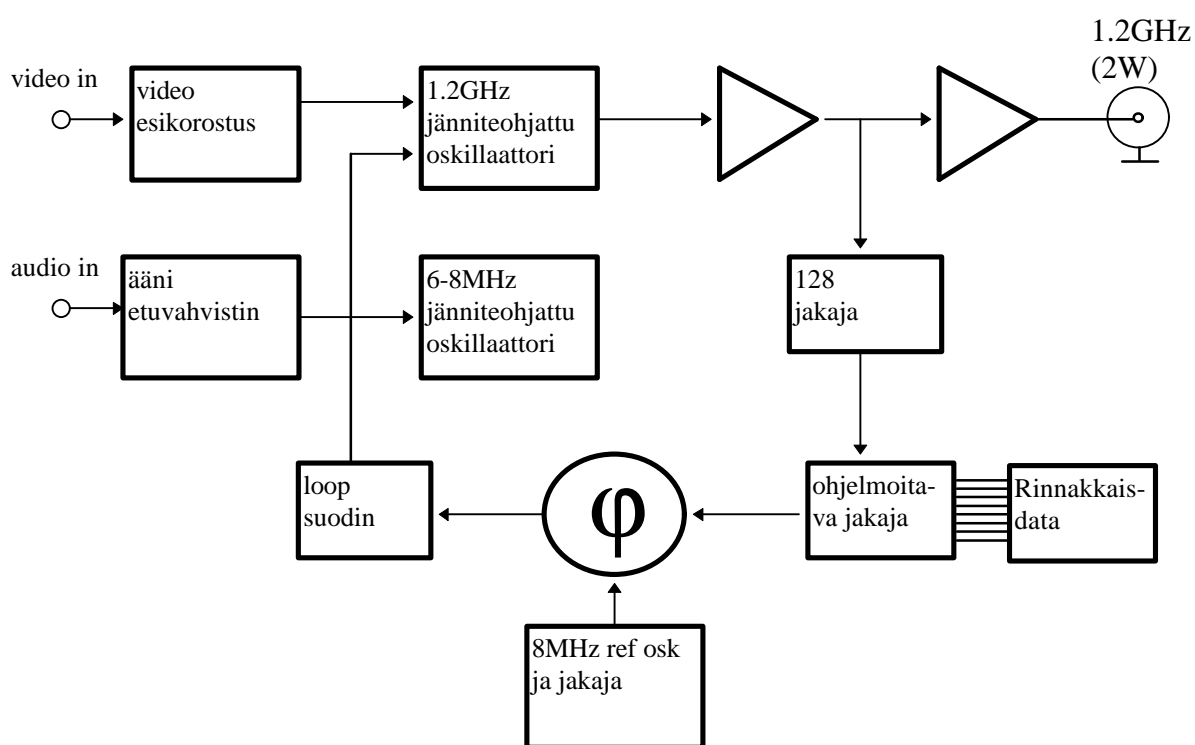 1.2GHz
(2W)
video in
video
esikorostus
1.2GHz
jänniteohjattu
oskillaattori
audio in
ääni
etuvahvistin
6-8MHz
jänniteohjattu
oskillaattori
128
jakaja
loop
suodin
φ
ohjelmoita-
va jakaja
Rinnakkais-
data
8MHz ref osk
ja jakaja